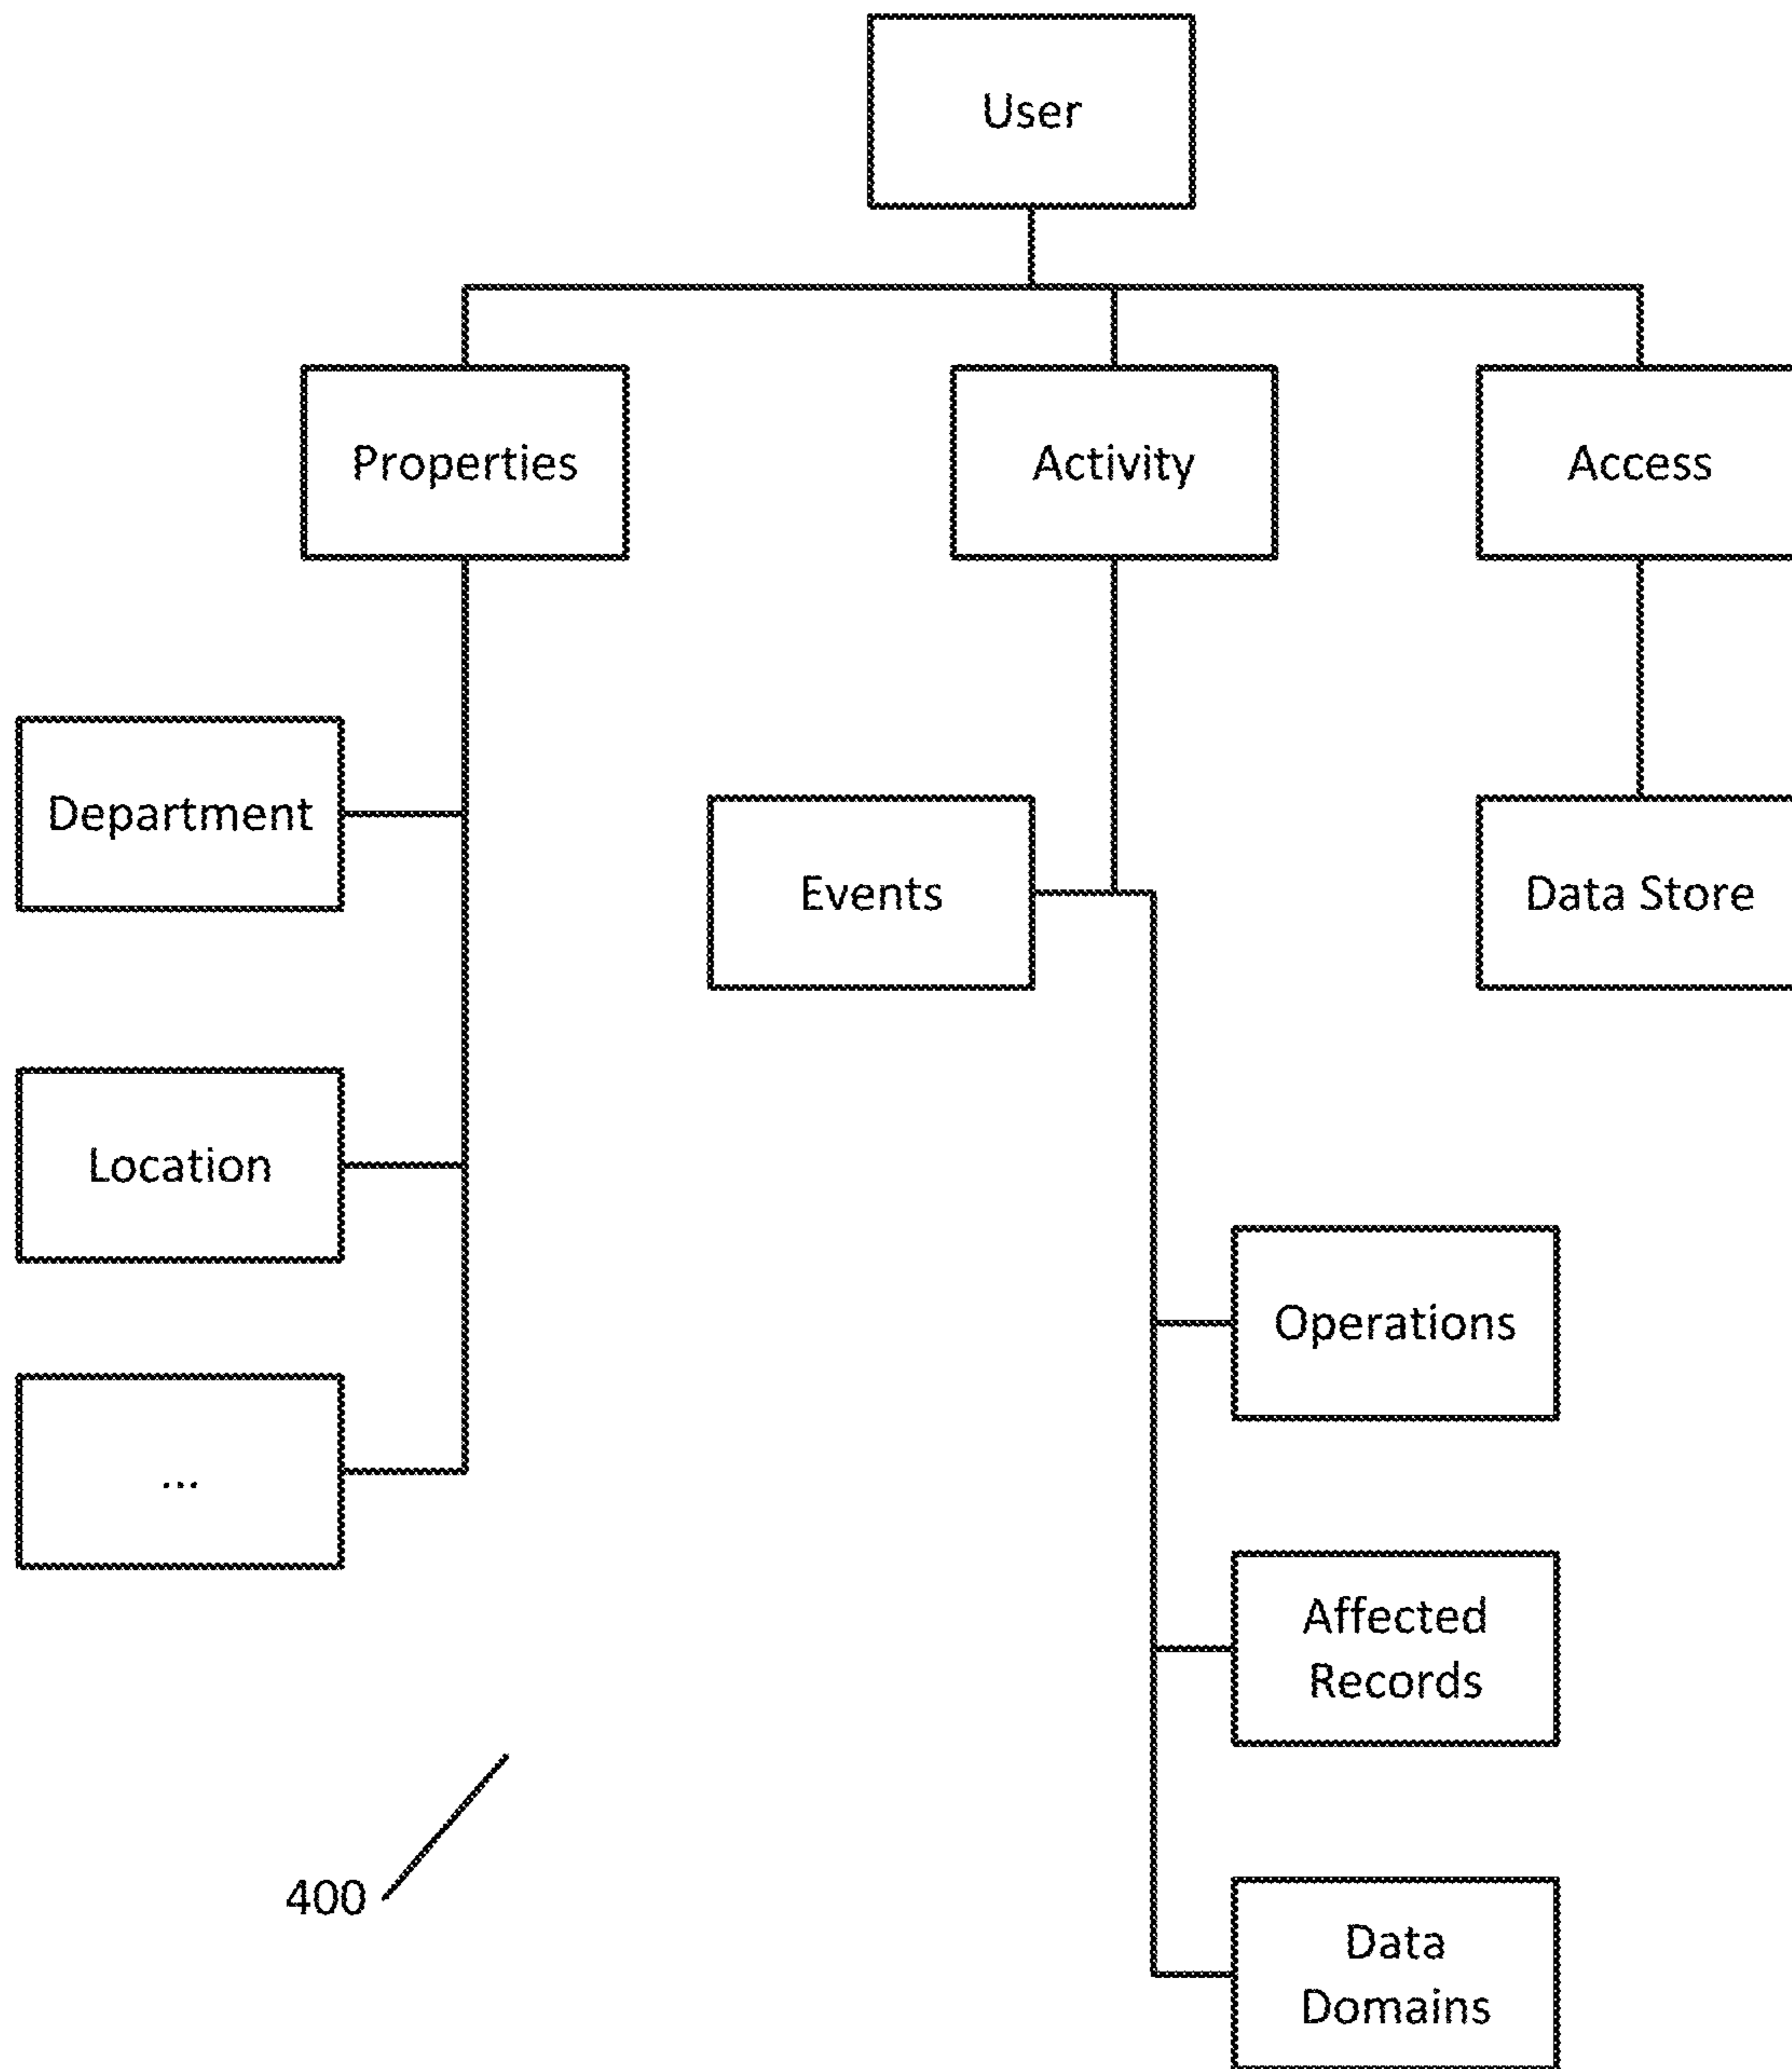 User
Properties
Activity
Access
Department
Events
Data Store
Location
Operations
...
Affected
Records
400
Data
Domains